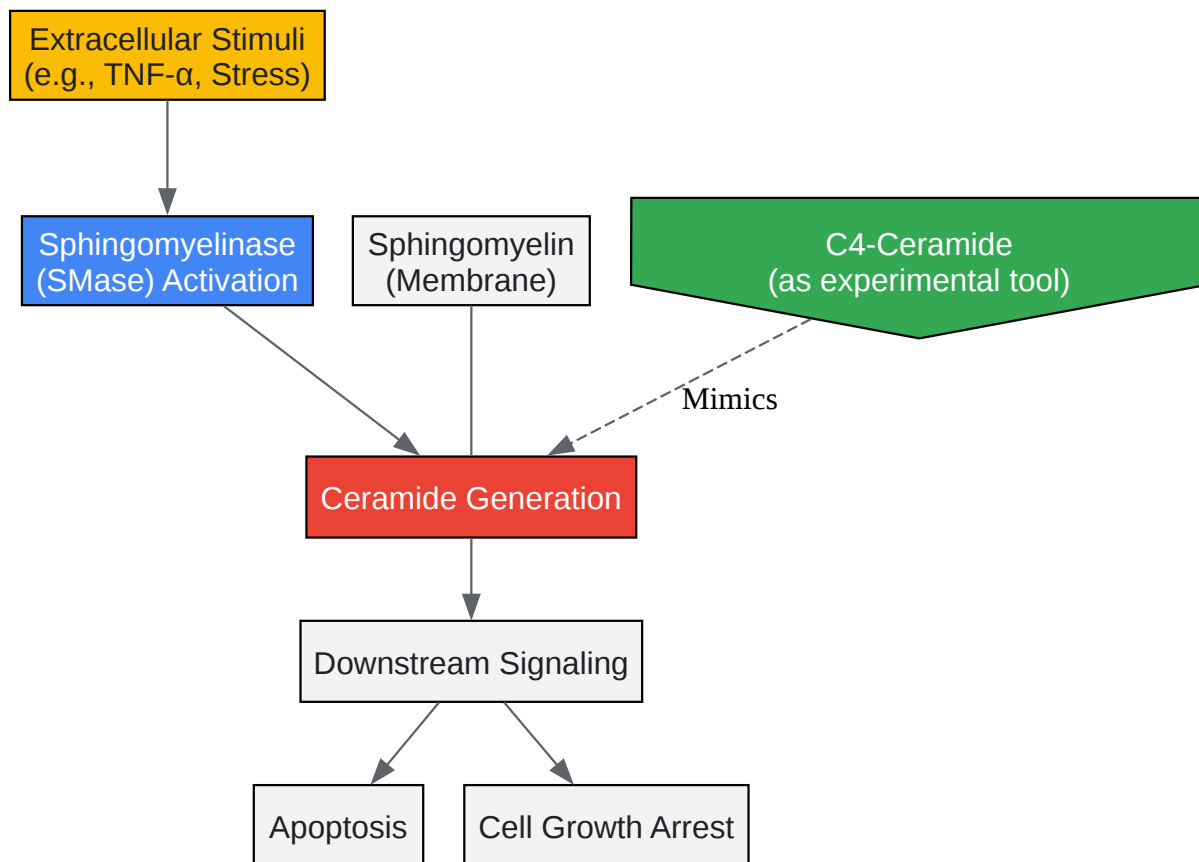 Extracellular Stimuli
(e.g., TNF-α, Stress)
Sphingomyelinase
(SMase) Activation
Sphingomyelin
(Membrane)
C4-Ceramide
(as experimental tool)
Mimics
Ceramide Generation
Downstream Signaling
Apoptosis
Cell Growth Arrest